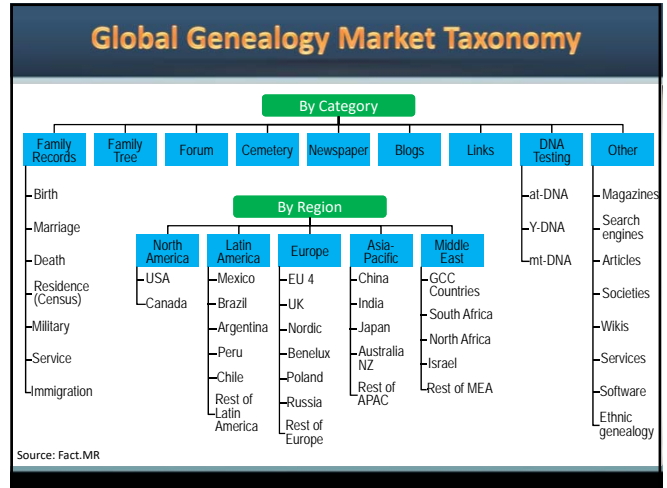 Global Genealogy Market Taxonomy
By Category
Family
Records
Family
Tree
Forum
Cemetery
Newspaper
Blogs
Links
DNA
Testing
Other
Birth
Marriage
Death
Residence
(Census)
Military
Service
Immigration
at-DNA
Y-DNA
mt-DNA
Magazines
Search
engines
Articles
Societies
Wikis
Services
Software
Ethnic
genealogy
By Region
North
America
Latin
America
Europe
Asia-
Pacific
Middle
East
USA
Canada
Mexico
Brazil
Argentina
Peru
Chile
Rest of
Latin
America
EU 4
UK
Nordic
Benelux
Poland
Russia
Rest of
Europe
China
India
Japan
Australia
NZ
Rest of
APAC
GCC
Countries
South Africa
North Africa
Israel
Rest of MEA
Source: Fact.MR